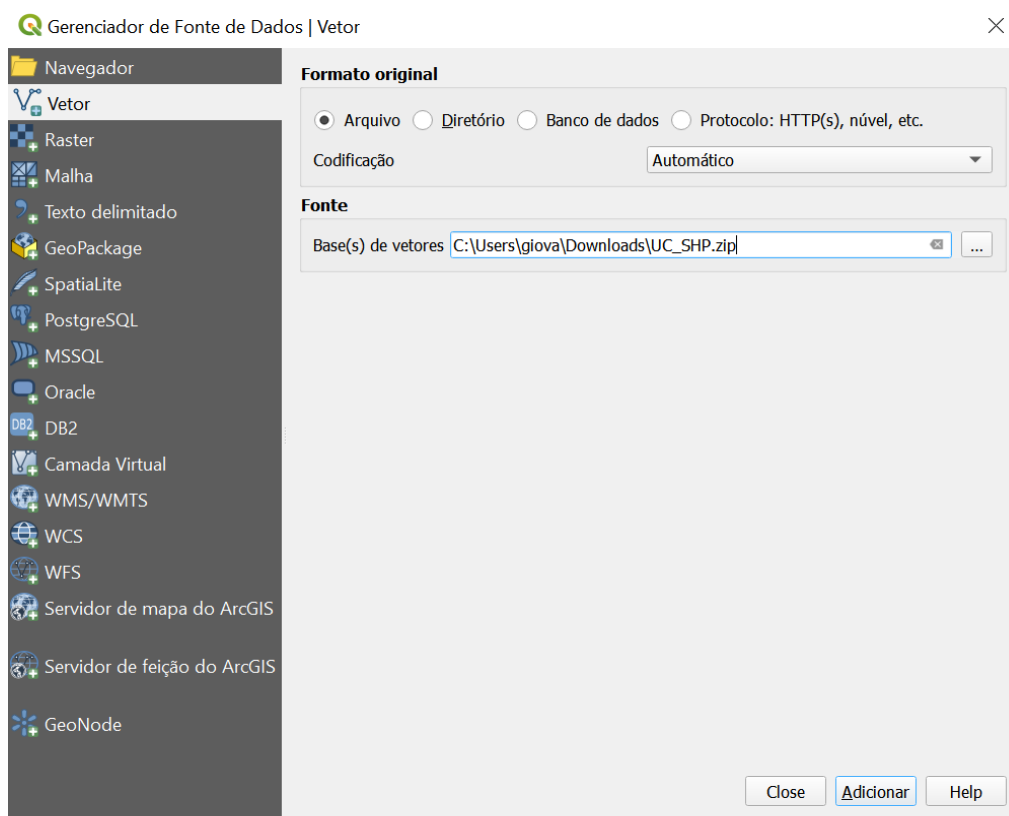 Gerenciador de Fonte de Dados | Vetor
Navegador
Vetor
Raster
Malha
Texto delimitado
GeoPackage
SpatiaLite
PostgreSQL
MSSQL
Oracle
DB2
DB2
Camada Virtual
WMS/WMTS
WCS
WFS
Servidor de mapa do ArcGIS
Servidor de feição do ArcGIS
GeoNode
Formato original
Arquivo Diretório Banco de dados Protocolo: HTTP(s), núvel, etc.
Codificação Automático
Fonte
Base(s) de vetores C:\Users\giova\Downloads\UC_SHP.zip ...
Close Adicionar Help